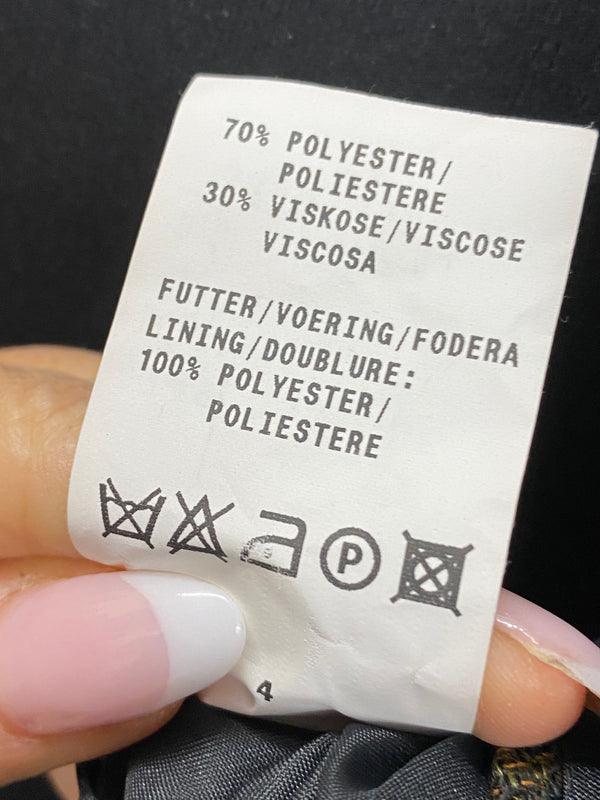 70% POLYESTER/
POLIESTERE
30% VISKOSE/VISCOSE
VISCOSA
FUTTER/VOERING/FODERA
LINING/DOUBLURE:
100% POLYESTER/
POLIESTERE
P
4